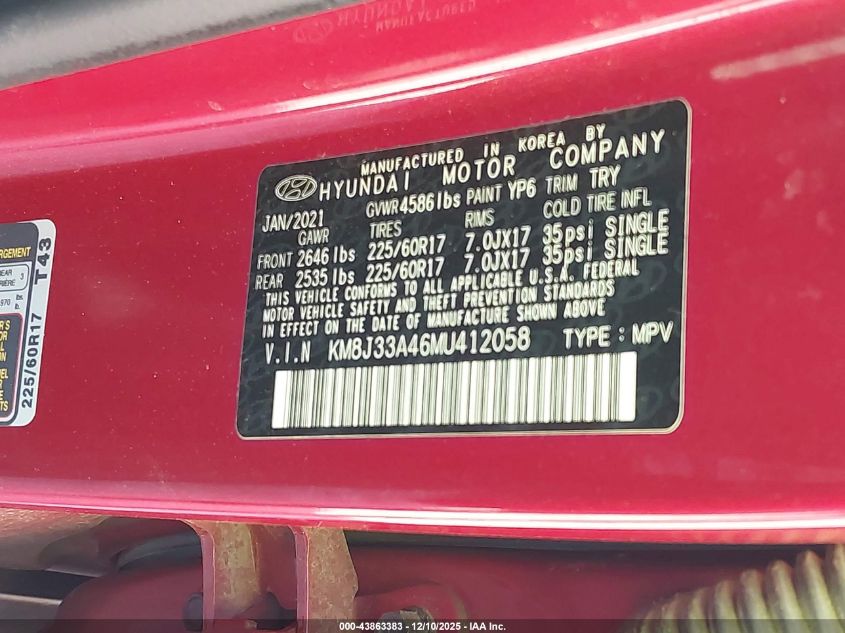 MANUFACTURED IN KOREA BY
HYUNDAI MOTOR COMPANY
JAN/2021 GVWR 4586 lbs PAINT YP6 TRIM TRY
GAWR TIRES RIMS COLD TIRE INFL
FRONT 2646 lbs 225/60R17 7.0JX17 35psi SINGLE
REAR 2535 lbs 225/60R17 7.0JX17 35psi SINGLE
THIS VEHICLE CONFORMS TO ALL APPLICABLE U.S.A. FEDERAL
MOTOR VEHICLE SAFETY AND THEFT PREVENTION STANDARDS
IN EFFECT ON THE DATE OF MANUFACTURE SHOWN ABOVE
V.I.N KM8J33A46MU412058 TYPE : MPV
225/60R17 T43
000-43863383 - 12/10/2025 - IAA Inc.